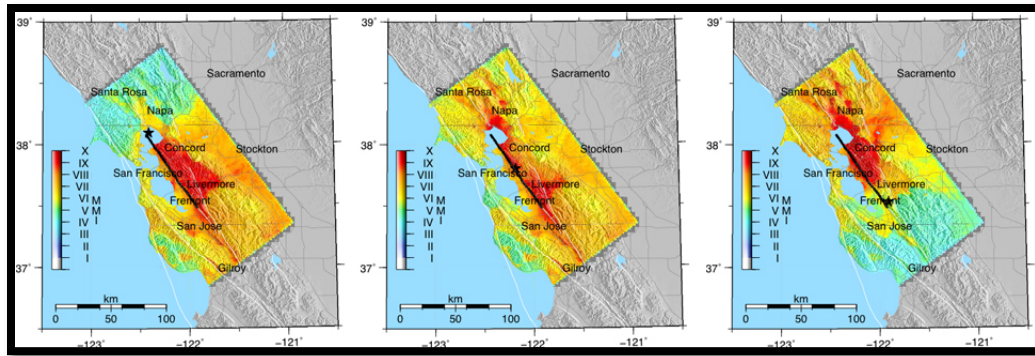 39°
Sacramento
Santa Rosa
Napa
38°
Concord
Stockton
X
IX
VIII
VII
VI
V
IV
III
II
I
MMI
San Francisco
Livermore
Fremont
San Jose
37°
Gilroy
km
0 50 100
-123° -122° -121°
39°
Sacramento
Santa Rosa
Napa
38°
Concord
Stockton
X
IX
VIII
VII
VI
V
IV
III
II
I
MMI
San Francisco
Livermore
Fremont
San Jose
37°
Gilroy
km
0 50 100
-123° -122° -121°
39°
Sacramento
Santa Rosa
Napa
38°
Concord
Stockton
X
IX
VIII
VII
VI
V
IV
III
II
I
MMI
San Francisco
Livermore
Fremont
San Jose
37°
Gilroy
km
0 50 100
-123° -122° -121°